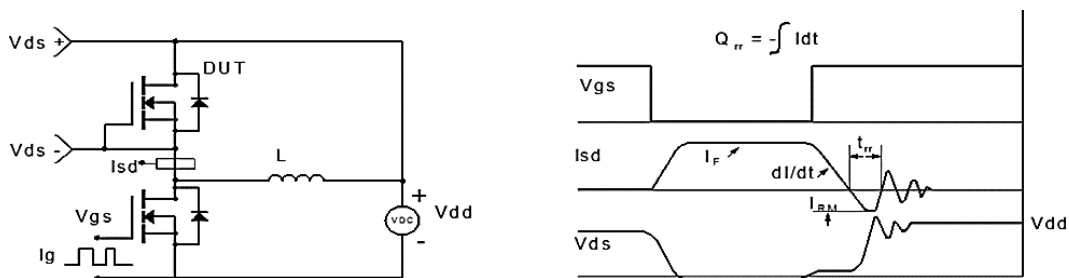 Vds +
DUT
Vds -
Isd
L
Vgs
Ig
+
VDC
-
Vdd
Q rr = -∫ Idt
Vgs
Isd
I F
dI/dt
t rr
I RM
Vds
Vdd